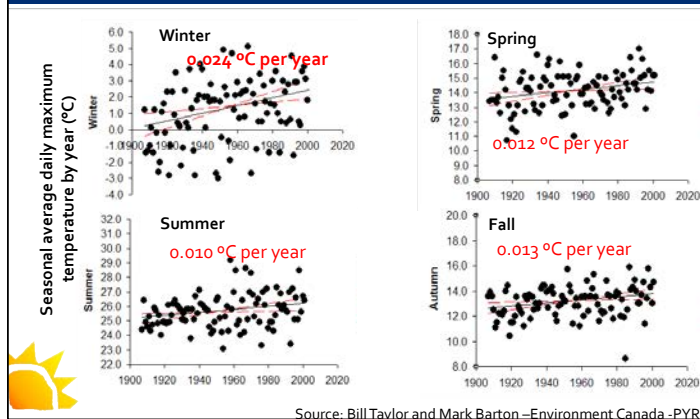 Seasonal average daily maximum
temperature by year (ºC)
Winter
0.024 ºC per year
Winter
6.0
5.0
4.0
3.0
2.0
1.0
0.0
-1.0
-2.0
-3.0
-4.0
1900 1920 1940 1960 1980 2000 2020
Spring
0.012 ºC per year
Spring
18.0
17.0
16.0
15.0
14.0
13.0
12.0
11.0
10.0
9.0
8.0
1900 1920 1940 1960 1980 2000 2020
Summer
0.010 ºC per year
Summer
32.0
31.0
30.0
29.0
28.0
27.0
26.0
25.0
24.0
23.0
22.0
1900 1920 1940 1960 1980 2000 2020
Fall
0.013 ºC per year
Autumn
20.0
18.0
16.0
14.0
12.0
10.0
8.0
1900 1920 1940 1960 1980 2000 2020
Source: Bill Taylor and Mark Barton –Environment Canada -PYR